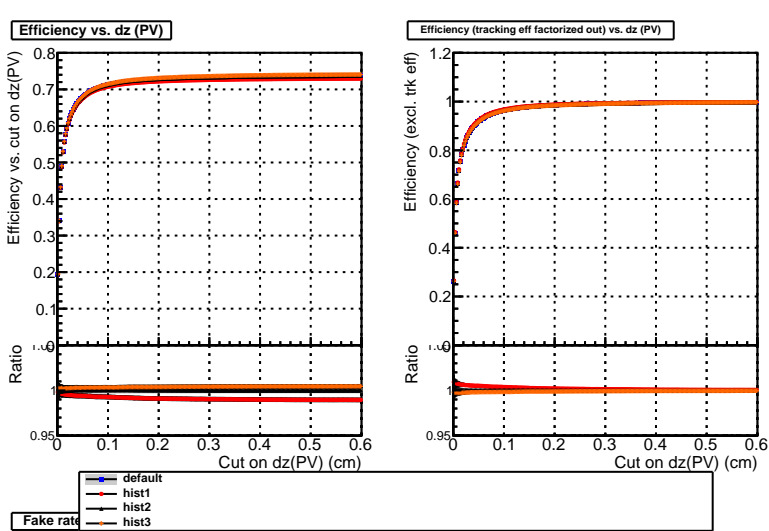 Efficiency vs. dz (PV)
Efficiency vs. cut on dz(PV)
0.8
0.7
0.6
0.5
0.4
0.3
0.2
0.1
0
Ratio
1
0.95
0 0.1 0.2 0.3 0.4 0.5 0.6
Cut on dz(PV) (cm)
Efficiency (tracking eff factorized out) vs. dz (PV)
Efficiency (excl. trk eff)
1.2
1
0.8
0.6
0.4
0.2
0
Ratio
1
0.95
0 0.1 0.2 0.3 0.4 0.5 0.6
Cut on dz(PV) (cm)
default
hist1
hist2
hist3
Fake rate